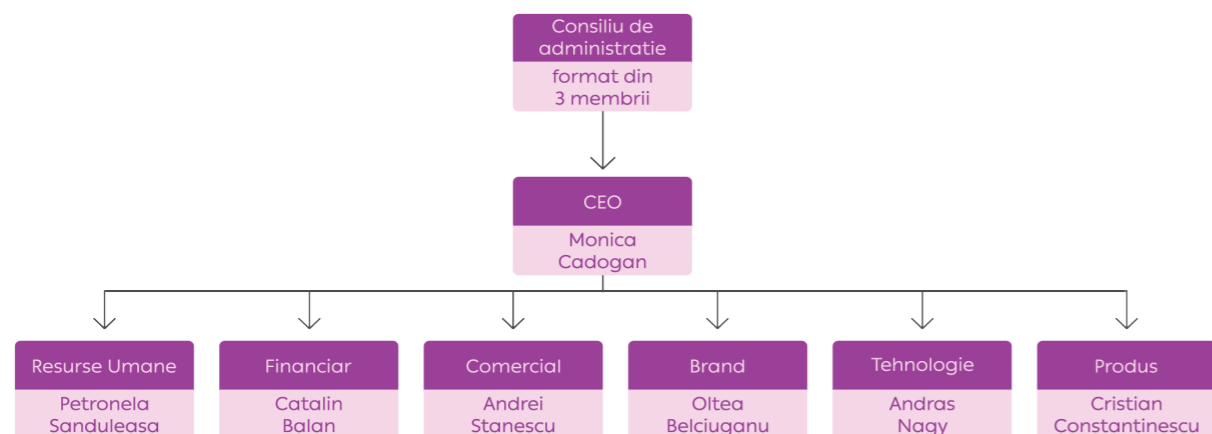 Consiliu de
administratie
format din
3 membrii
CEO
Monica
Cadogan
Resurse Umane
Petronela
Sanduleasa
Financiar
Catalin
Balan
Comercial
Andrei
Stanescu
Brand
Oltea
Belciuganu
Tehnologie
Andras
Nagy
Produs
Cristian
Constantinescu